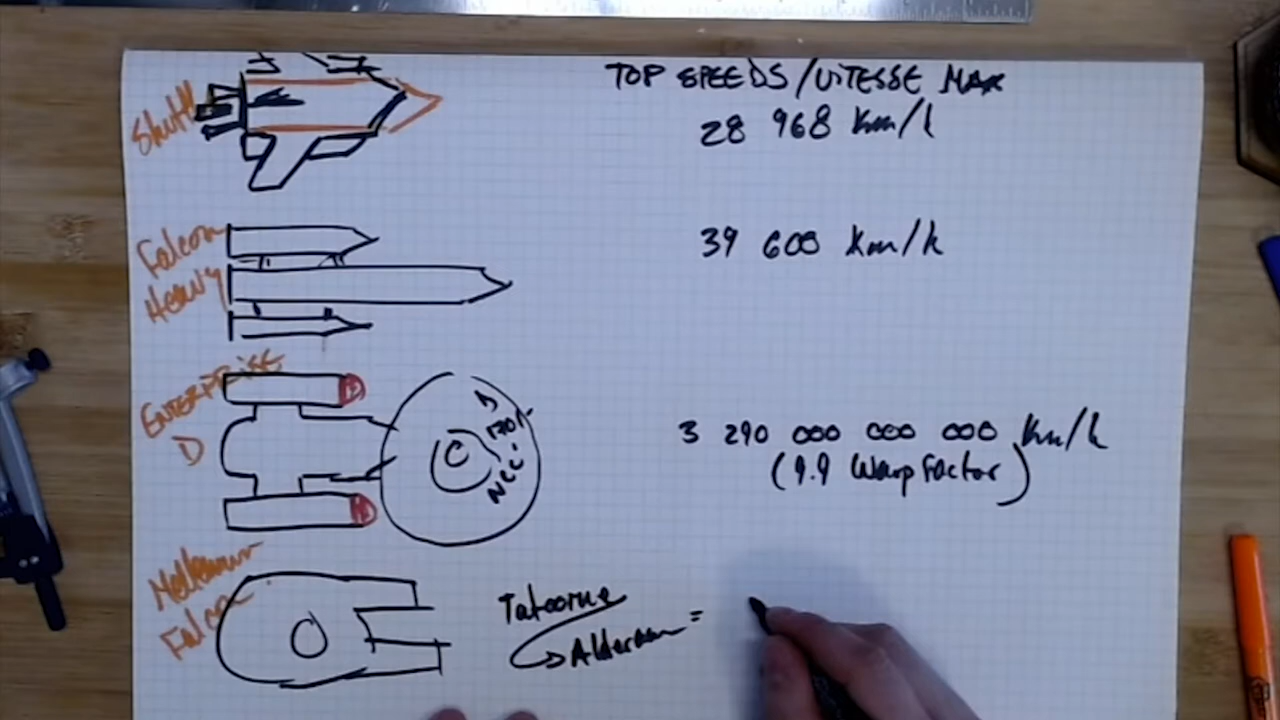 TOP SPEEDS/VITESSE MAX
Shuttle
28 968 Km/h
Falcon
Heavy
39 600 Km/h
ENTERPRISE
D
NCC-1701-
D
3 290 000 000 000 Km/h
(9.9 Warp Factor)
Falcon
Tatooine
Alderaan =